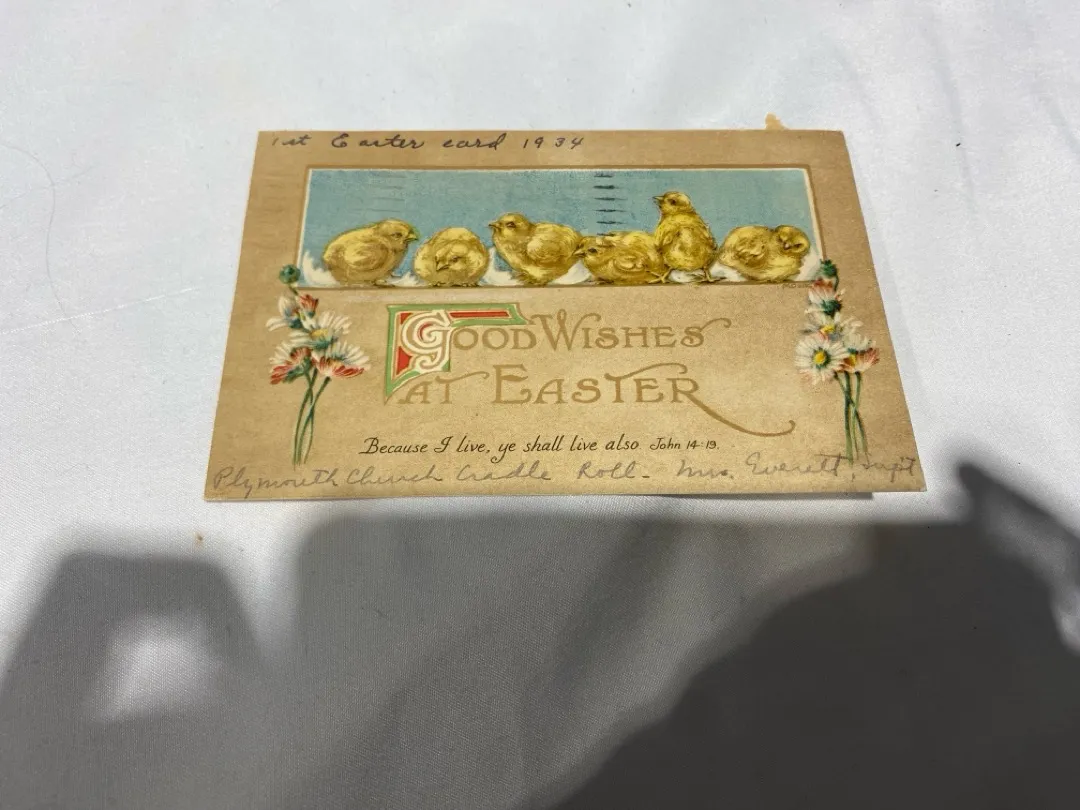 1st Easter card 1934
GOOD WISHES
AT EASTER
Because I live, ye shall live also. John 14:19.
Plymouth Church Cradle Roll - Mrs. Everett, Sup't